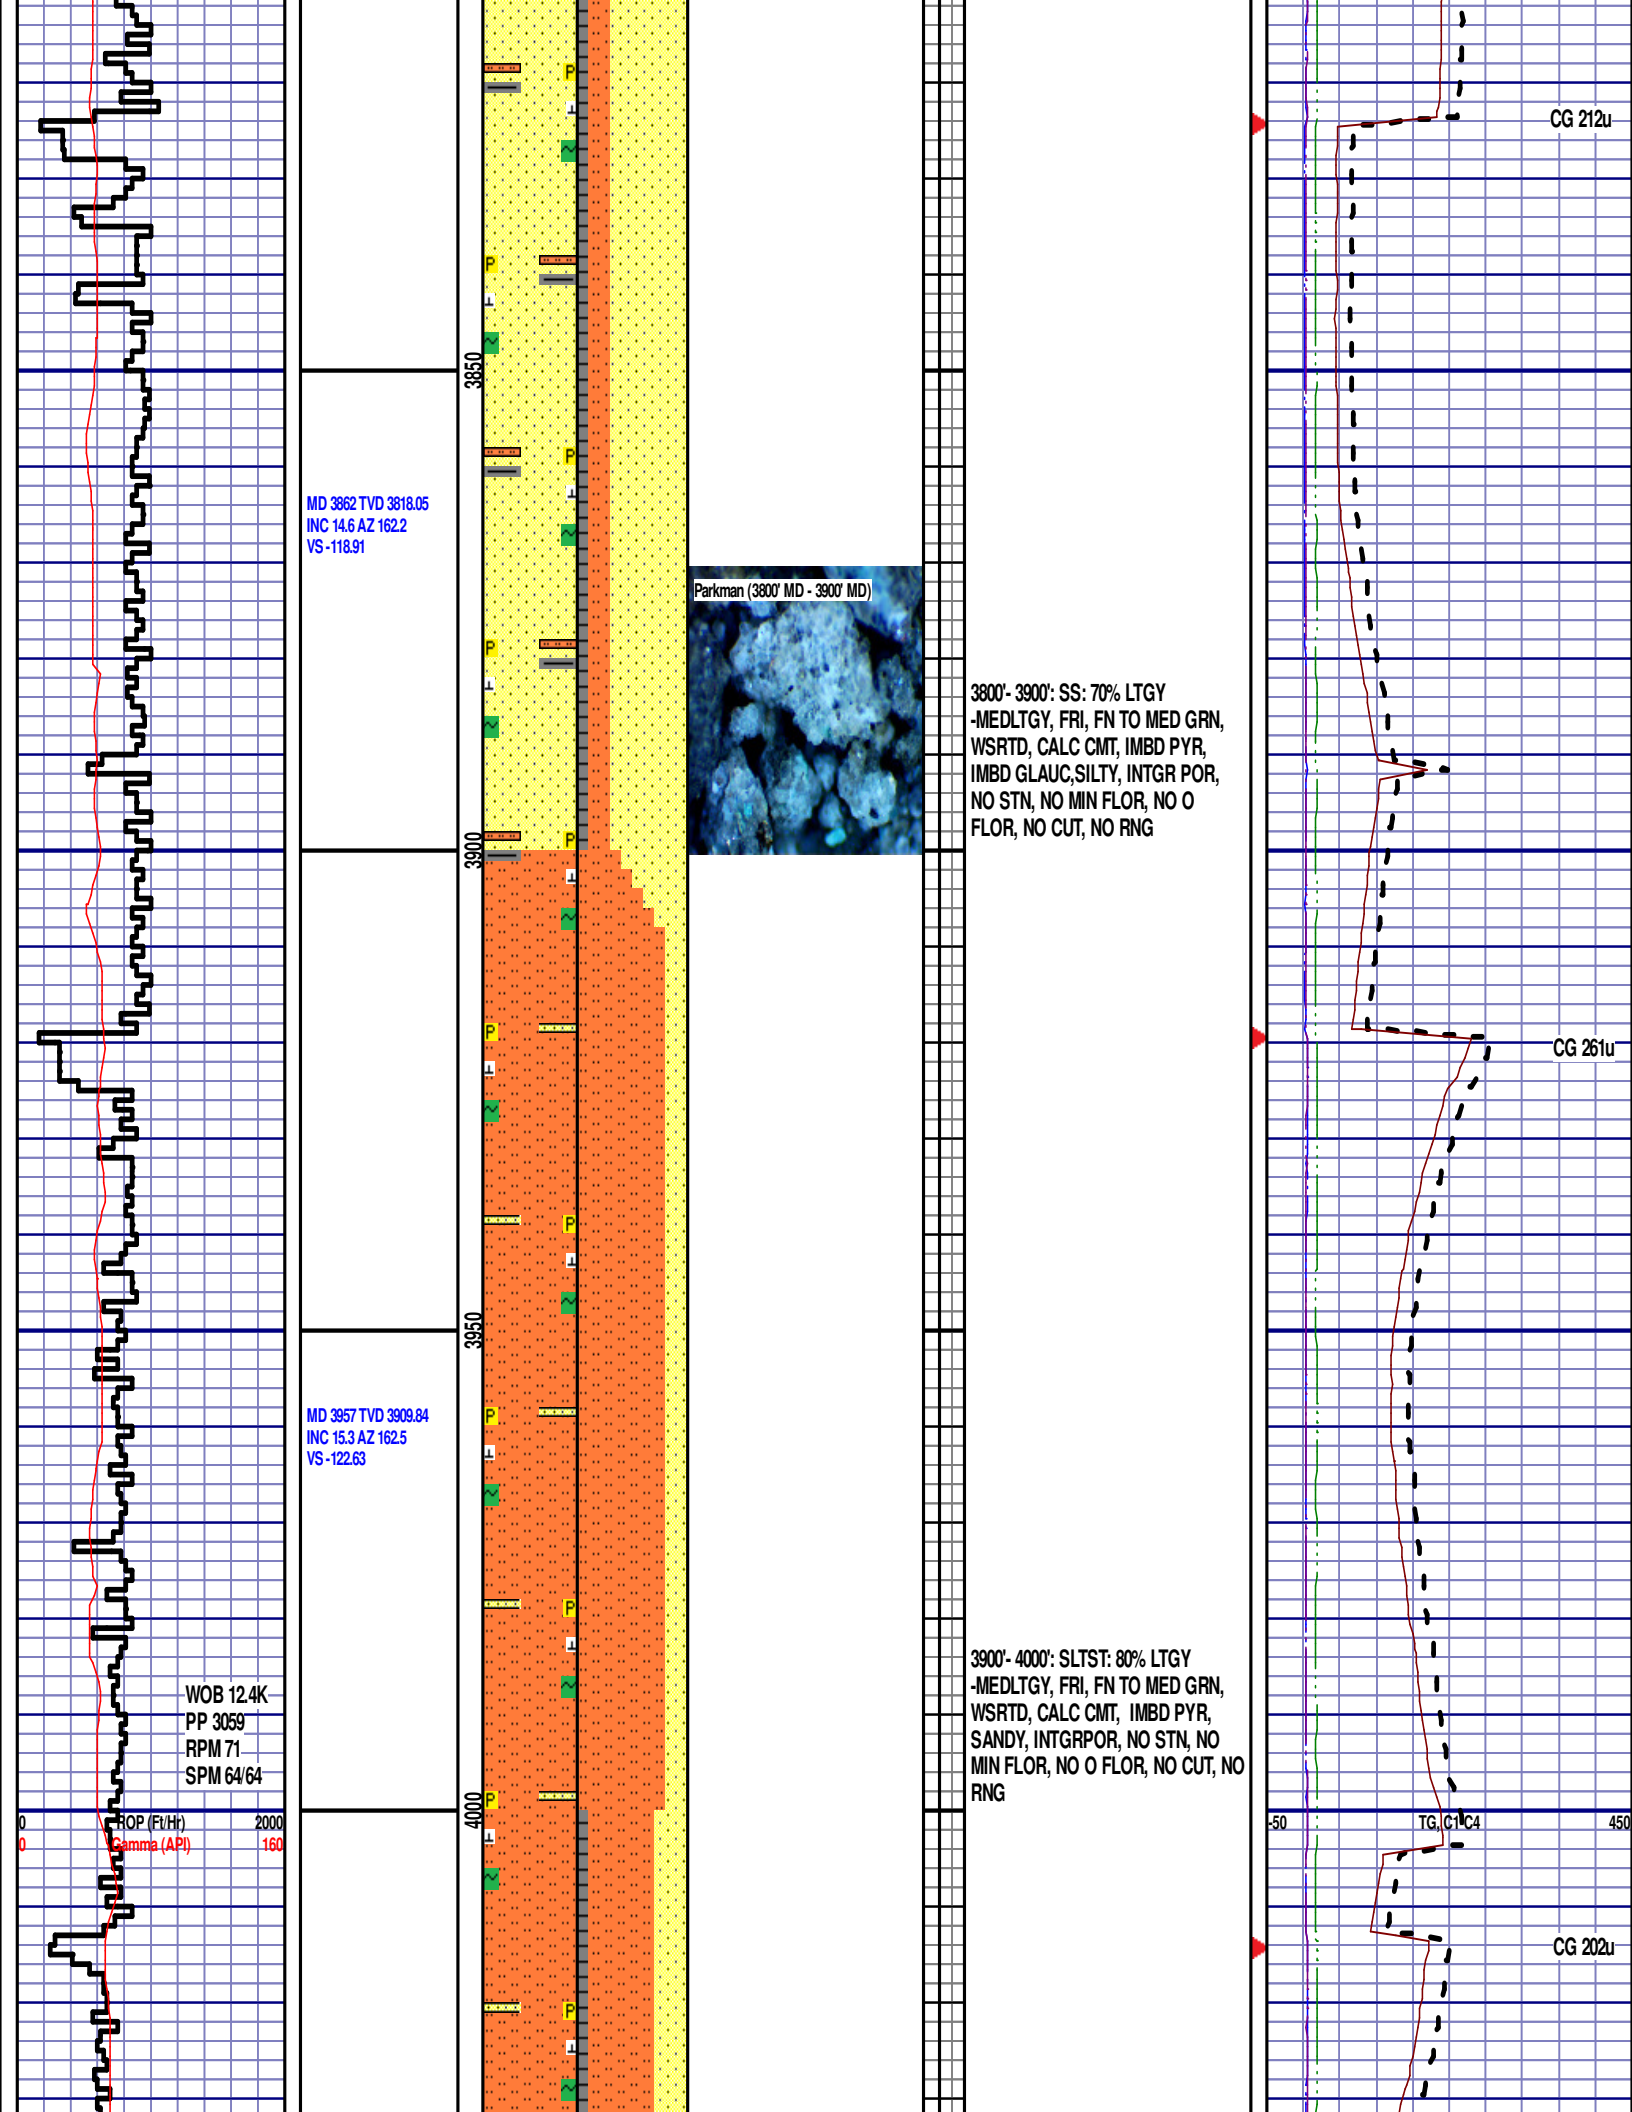 CG 212u
P
P
3850
P
MD 3862 TVD 3818.05
INC 14.6 AZ 162.2
VS -118.91
Parkman (3800' MD - 3900' MD)
P
3800'- 3900': SS: 70% LTGY
-MEDLTGY, FRI, FN TO MED GRN,
WSRTD, CALC CMT, IMBD PYR,
IMBD GLAUC,SILTY, INTGR POR,
NO STN, NO MIN FLOR, NO O
FLOR, NO CUT, NO RNG
3900
P
P
CG 261u
P
3950
MD 3957 TVD 3909.84
INC 15.3 AZ 162.5
VS -122.63
P
P
3900'- 4000': SLTST: 80% LTGY
-MEDLTGY, FRI, FN TO MED GRN,
WSRTD, CALC CMT, IMBD PYR,
SANDY, INTGRPOR, NO STN, NO
MIN FLOR, NO O FLOR, NO CUT, NO
RNG
WOB 12.4K
PP 3059
RPM 71
SPM 64/64
4000
P
0 ROP (Ft/Hr) 2000
0 Gamma (API) 160
-50 TG, C1-C4 450
CG 202u
P